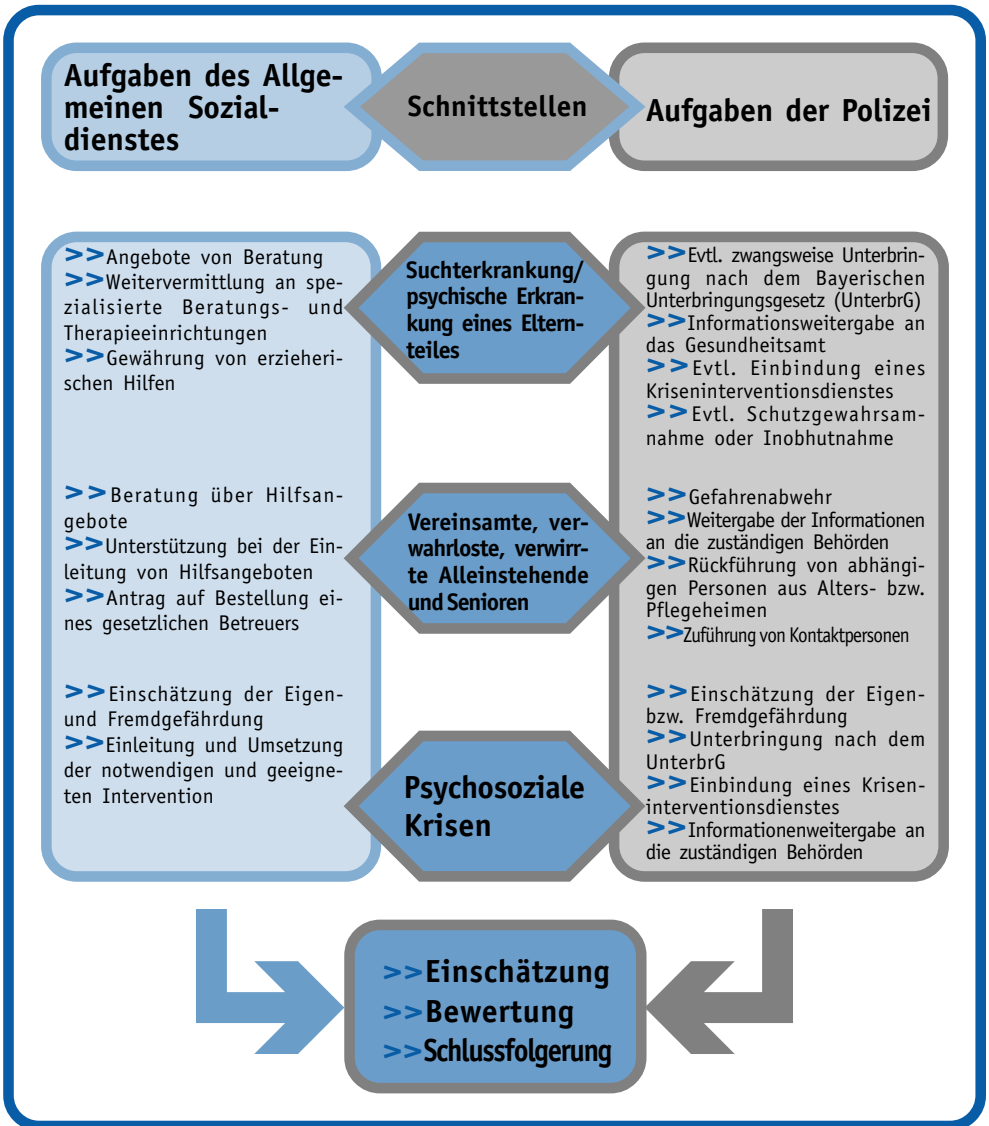 Aufgaben des Allge-
meinen Sozial-
dienstes
Schnittstellen
Aufgaben der Polizei
>>Angebote von Beratung
>>Weitervermittlung an spe-
zialisierte Beratungs- und
Therapieeinrichtungen
>>Gewährung von erzieheri-
schen Hilfen
Suchterkrankung/
psychische Erkran-
kung eines Eltern-
teiles
>>Evtl. zwangsweise Unterbrin-
gung nach dem Bayerischen
Unterbringungsgesetz (UnterbrG)
>>Informationsweitergabe an
das Gesundheitsamt
>>Evtl. Einbindung eines
Kriseninterventionsdienstes
>>Evtl. Schutzgewahrsam-
nahme oder Inobhutnahme
>>Beratung über Hilfsan-
gebote
>>Unterstützung bei der Ein-
leitung von Hilfsangeboten
>>Antrag auf Bestellung ei-
nes gesetzlichen Betreuers
Vereinsamte, ver-
wahrloste, verwirr-
te Alleinstehende
und Senioren
>>Gefahrenabwehr
>>Weitergabe der Informationen
an die zuständigen Behörden
>>Rückführung von abhängi-
gen Personen aus Alters- bzw.
Pflegeheimen
>>Zuführung von Kontaktpersonen
>>Einschätzung der Eigen-
und Fremdgefährdung
>>Einleitung und Umsetzung
der notwendigen und geeigne-
ten Intervention
Psychosoziale
Krisen
>>Einschätzung der Eigen-
bzw. Fremdgefährdung
>>Unterbringung nach dem
UnterbrG
>>Einbindung eines Krisen-
interventionsdienstes
>>Informationenweitergabe an
die zuständigen Behörden
>>Einschätzung
>>Bewertung
>>Schlussfolgerung